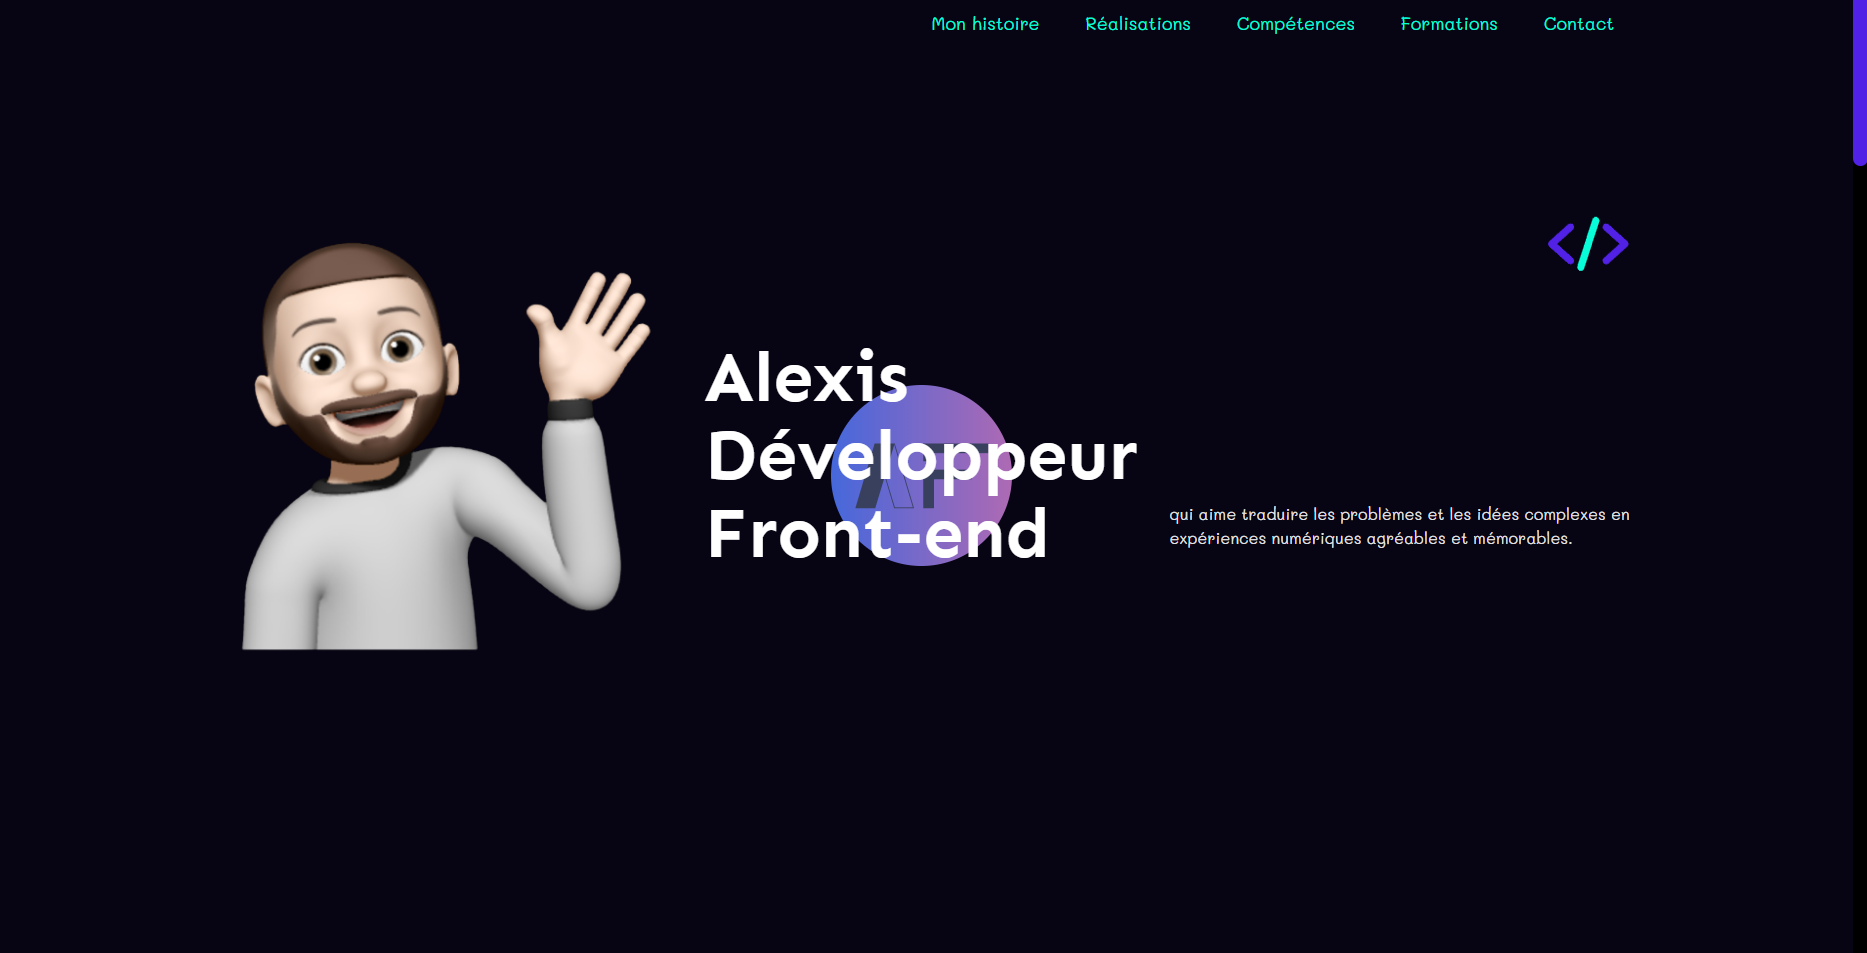 Mon histoire Réalisations Compétences Formations Contact
</>
Alexis
Développeur
Front-end
AFT
qui aime traduire les problèmes et les idées complexes en
expériences numériques agréables et mémorables.